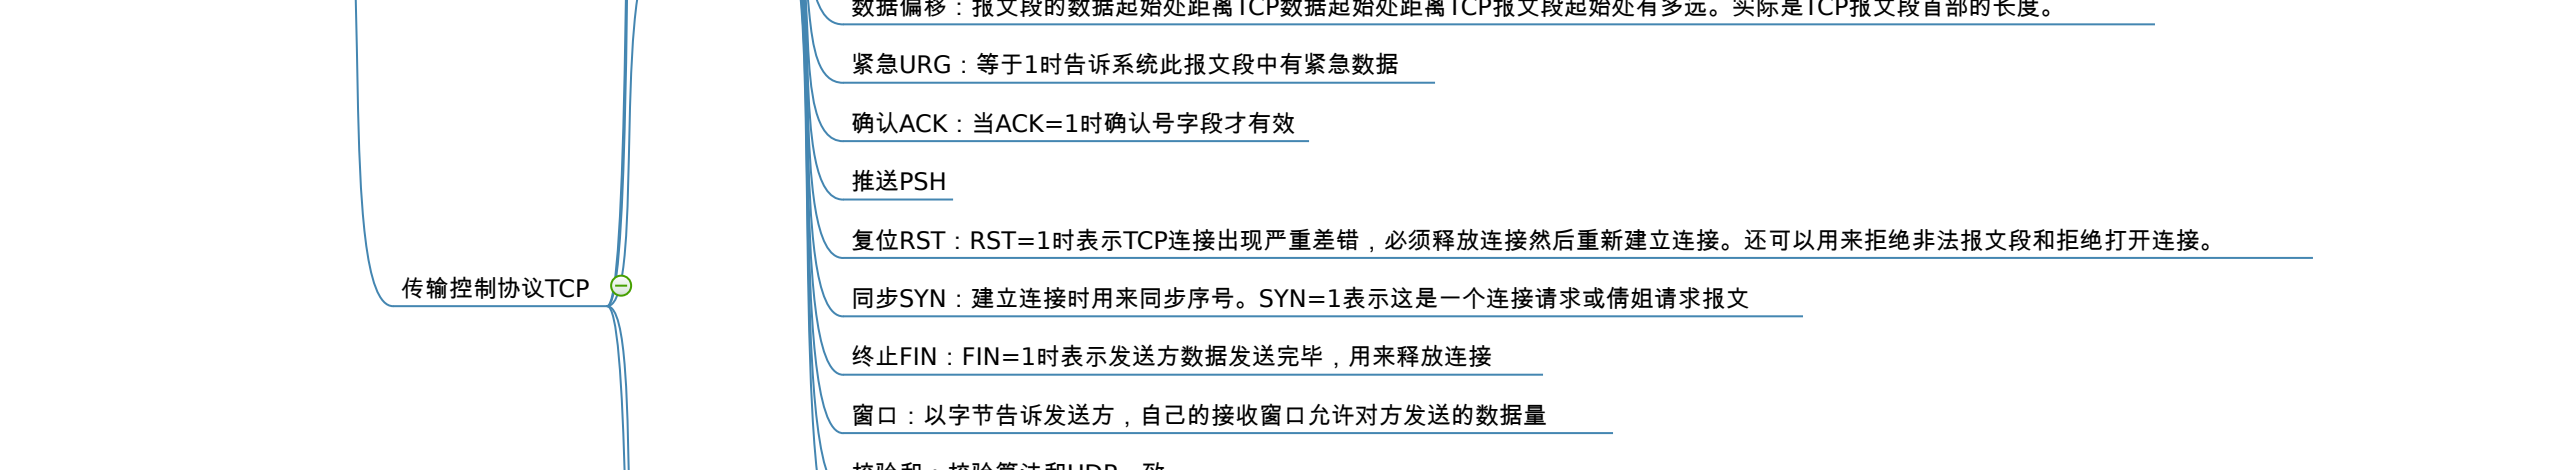 数据偏移：报文段的数据起始处距离TCP数据起始处距离TCP报文段起始处有多远。实际是TCP报文段首部的长度。
紧急URG：等于1时告诉系统此报文段中有紧急数据
确认ACK：当ACK=1时确认号字段才有效
推送PSH
复位RST：RST=1时表示TCP连接出现严重差错，必须释放连接然后重新建立连接。还可以用来拒绝非法报文段和拒绝打开连接。
传输控制协议TCP
同步SYN：建立连接时用来同步序号。SYN=1表示这是一个连接请求或倩姐请求报文
终止FIN：FIN=1时表示发送方数据发送完毕，用来释放连接
窗口：以字节告诉发送方，自己的接收窗口允许对方发送的数据量
校验和：校验算法和UDP一致